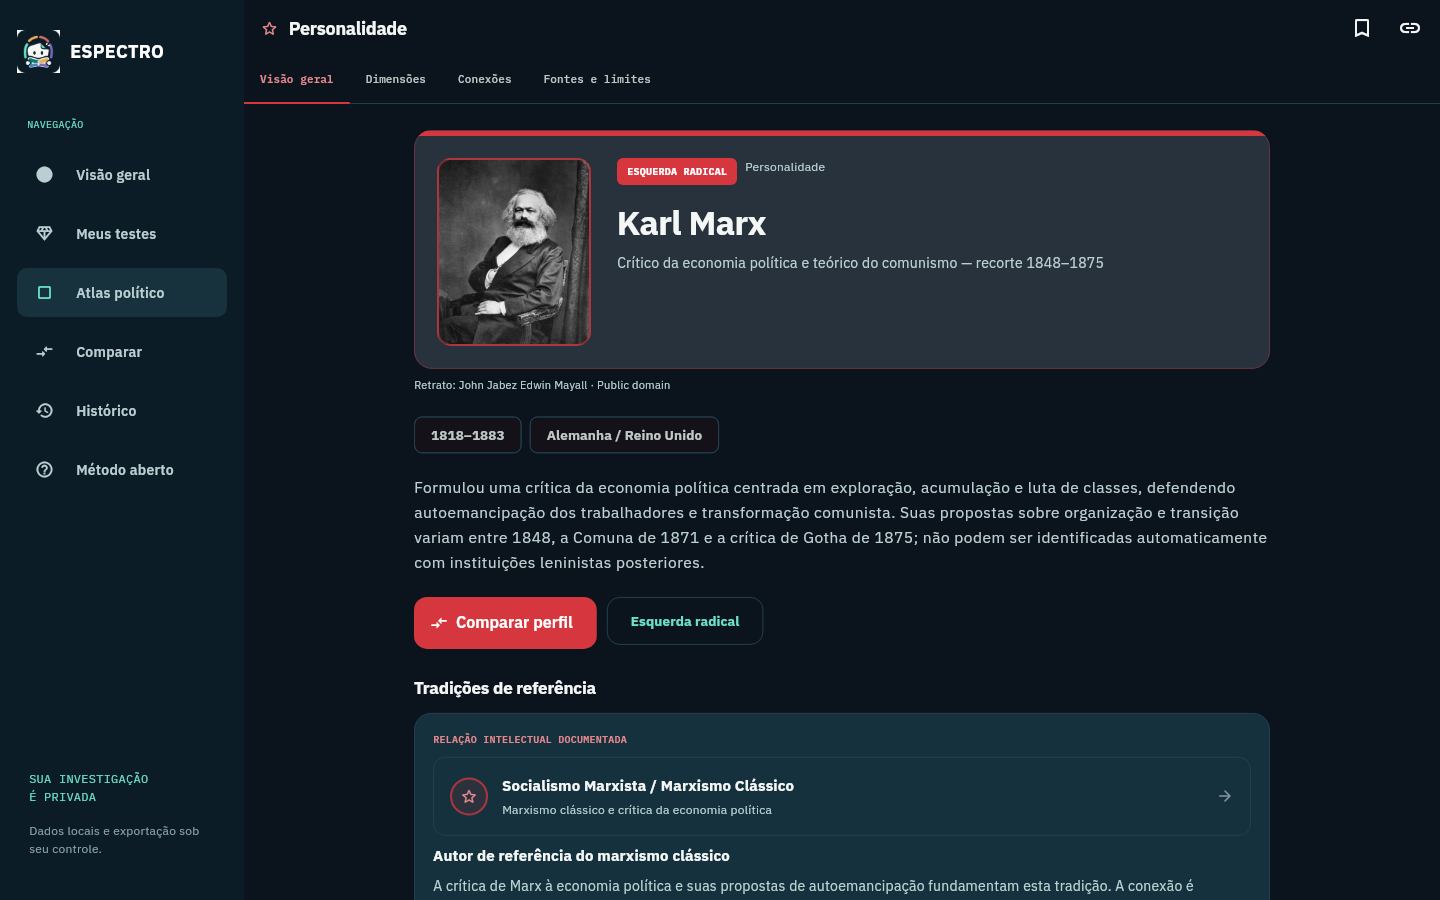 ESPECTRO
NAVEGAÇÃO
Visão geral
Meus testes
Atlas político
Comparar
Histórico
Método aberto
SUA INVESTIGAÇÃO
É PRIVADA
Dados locais e exportação sob
seu controle.
Personalidade
Visão geral
Dimensões
Conexões
Fontes e limites
ESQUERDA RADICAL
Personalidade
Karl Marx
Crítico da economia política e teórico do comunismo — recorte 1848–1875
Retrato: John Jabez Edwin Mayall · Public domain
1818–1883
Alemanha / Reino Unido
Formulou uma crítica da economia política centrada em exploração, acumulação e luta de classes, defendendo
autoemancipação dos trabalhadores e transformação comunista. Suas propostas sobre organização e transição
variam entre 1848, a Comuna de 1871 e a crítica de Gotha de 1875; não podem ser identificadas automaticamente
com instituições leninistas posteriores.
Comparar perfil
Esquerda radical
Tradições de referência
RELAÇÃO INTELECTUAL DOCUMENTADA
Socialismo Marxista / Marxismo Clássico
Marxismo clássico e crítica da economia política
Autor de referência do marxismo clássico
A crítica de Marx à economia política e suas propostas de autoemancipação fundamentam esta tradição. A conexão é